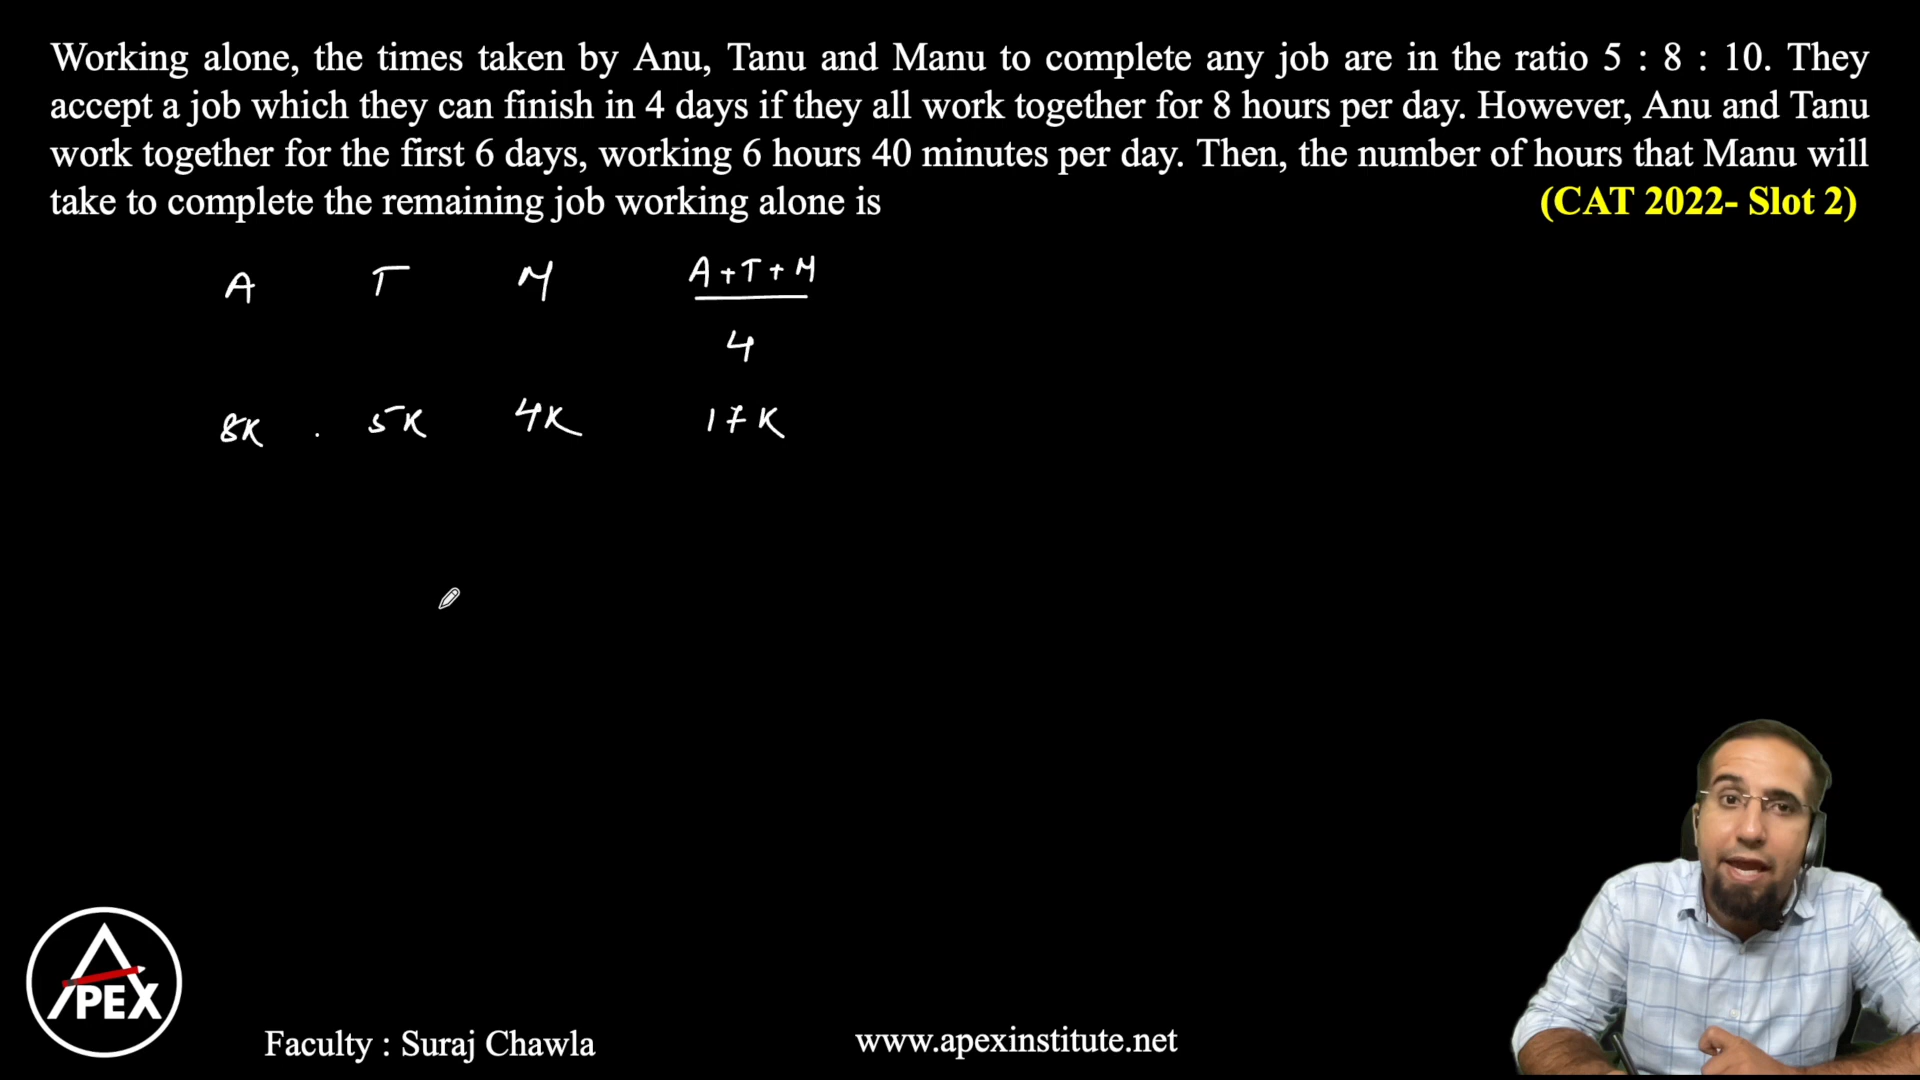 Working alone, the times taken by Anu, Tanu and Manu to complete any job are in the ratio 5 : 8 : 10. They
accept a job which they can finish in 4 days if they all work together for 8 hours per day. However, Anu and Tanu
work together for the first 6 days, working 6 hours 40 minutes per day. Then, the number of hours that Manu will
take to complete the remaining job working alone is (CAT 2022- Slot 2)
A T M A+T+M
4
8K . 5K 4K 17K
APEX
Faculty : Suraj Chawla www.apexinstitute.net